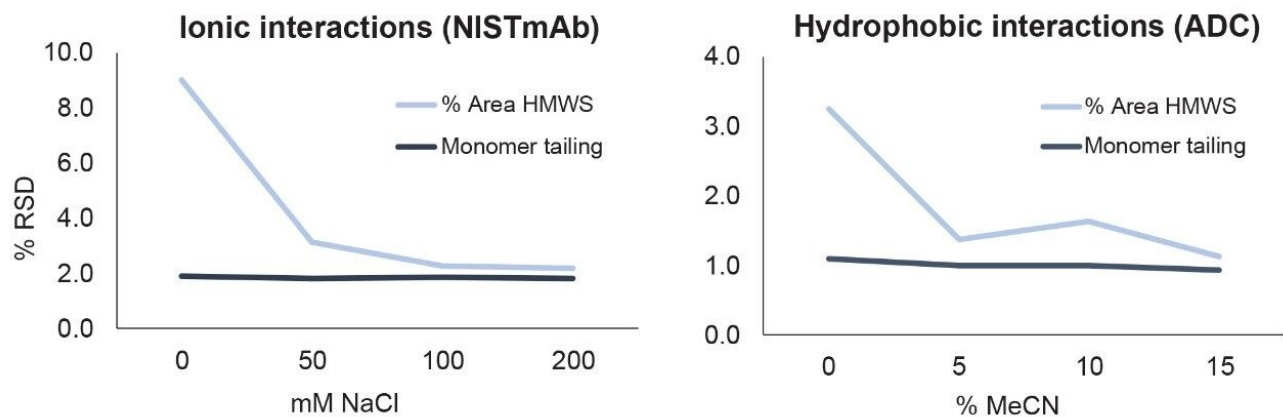 Ionic interactions (NISTmAb)
10.0
8.0
6.0
4.0
2.0
0.0
% RSD
% Area HMWS
Monomer tailing
0 50 100 200
mM NaCl
Hydrophobic interactions (ADC)
4.0
3.0
2.0
1.0
0.0
% Area HMWS
Monomer tailing
0 5 10 15
% MeCN